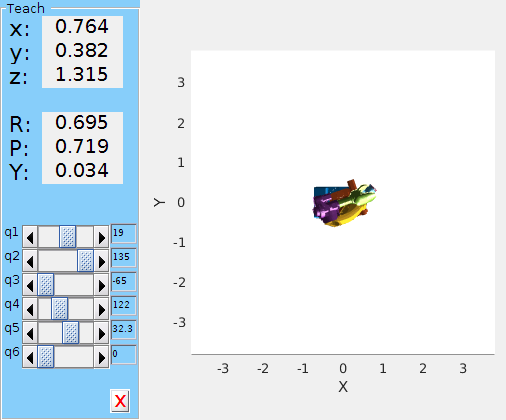 Teach
x: 0.764
y: 0.382
z: 1.315
R: 0.695
P: 0.719
Y: 0.034
q1 19
q2 135
q3 -65
q4 122
q5 32.3
q6 0
X
3
2
1
0
-1
-2
-3
Y
-3 -2 -1 0 1 2 3
X